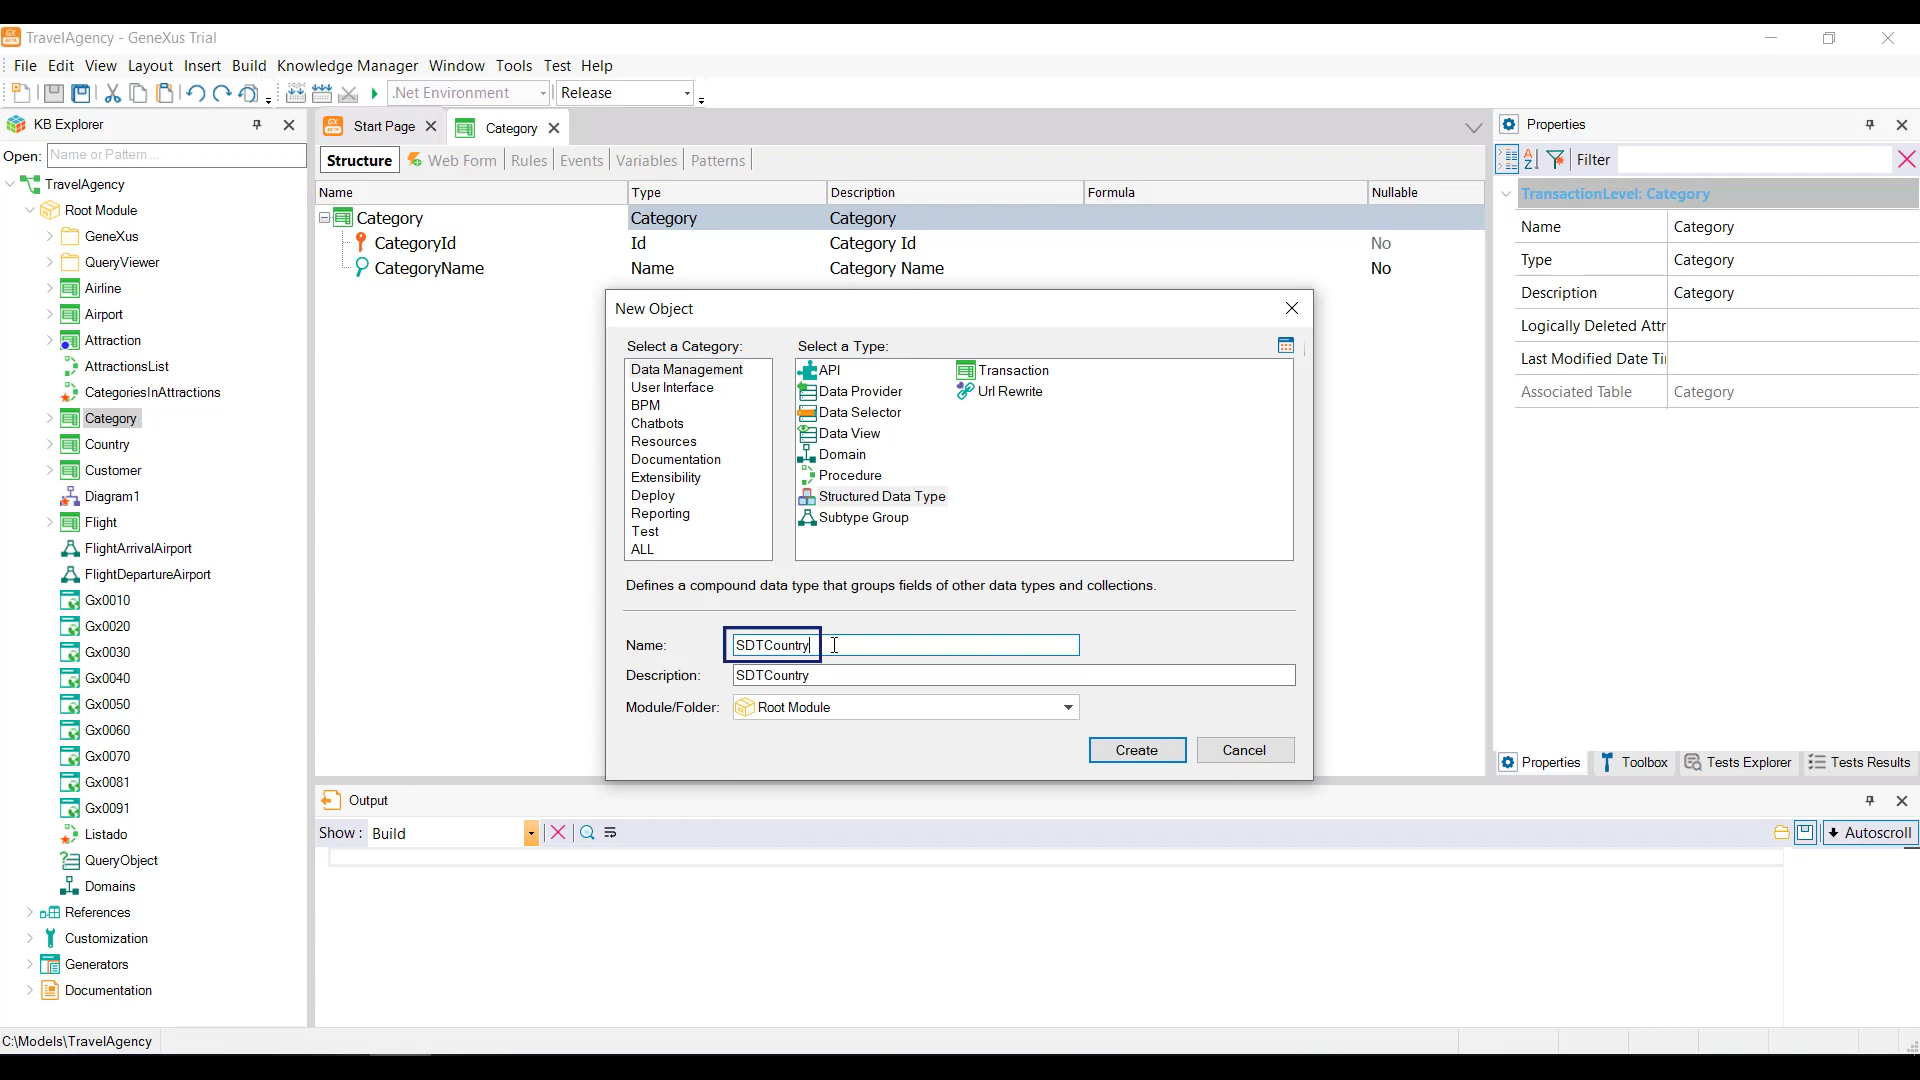 TravelAgency - GeneXus Trial
File Edit View Layout Insert Build Knowledge Manager Window Tools Test Help
.Net Environment Release
KB Explorer
Open: Name or Pattern ...
TravelAgency
Root Module
GeneXus
QueryViewer
Airline
Airport
Attraction
AttractionsList
CategoriesInAttractions
Category
Country
Customer
Diagram1
Flight
FlightArrivalAirport
FlightDepartureAirport
Gx0010
Gx0020
Gx0030
Gx0040
Gx0050
Gx0060
Gx0070
Gx0081
Gx0091
Listado
QueryObject
Domains
References
Customization
Generators
Documentation
Start Page Category
Structure Web Form Rules Events Variables Patterns
Name Type Description Formula Nullable
Category Category Category
CategoryId Id Category Id No
CategoryName Name Category Name No
New Object
Select a Category: Select a Type:
Data Management
User Interface
BPM
Chatbots
Resources
Documentation
Extensibility
Deploy
Reporting
Test
ALL
API
Data Provider
Data Selector
Data View
Domain
Procedure
Structured Data Type
Subtype Group
Transaction
Url Rewrite
Defines a compound data type that groups fields of other data types and collections.
Name: SDTCountry
Description: SDTCountry
Module/Folder: Root Module
Create Cancel
Properties
Filter
TransactionLevel: Category
Name Category
Type Category
Description Category
Logically Deleted Attr
Last Modified Date Ti
Associated Table Category
Properties Toolbox Tests Explorer Tests Results
Output
Show : Build Autoscroll
C:\Models\TravelAgency